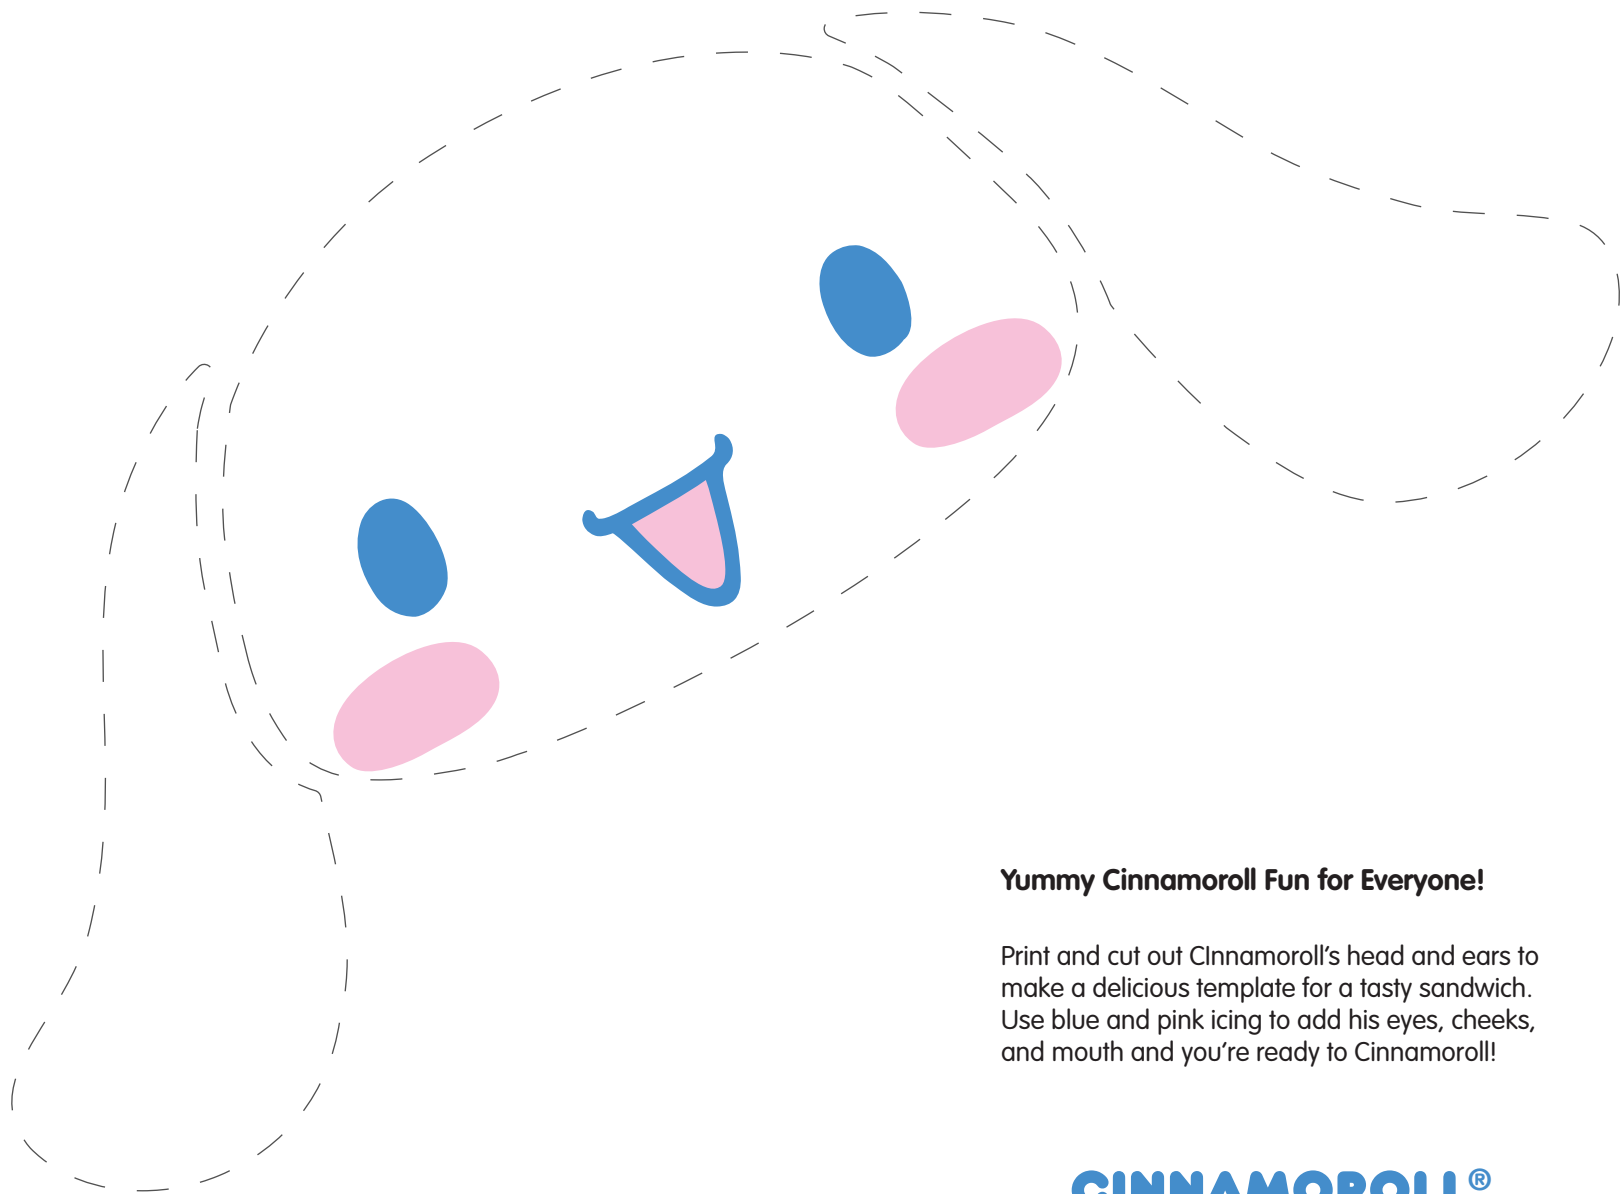 Yummy Cinnamoroll Fun for Everyone!
Print and cut out CInnamoroll's head and ears to
make a delicious template for a tasty sandwich.
Use blue and pink icing to add his eyes, cheeks,
and mouth and you're ready to Cinnamoroll!
CINNAMOROLL®